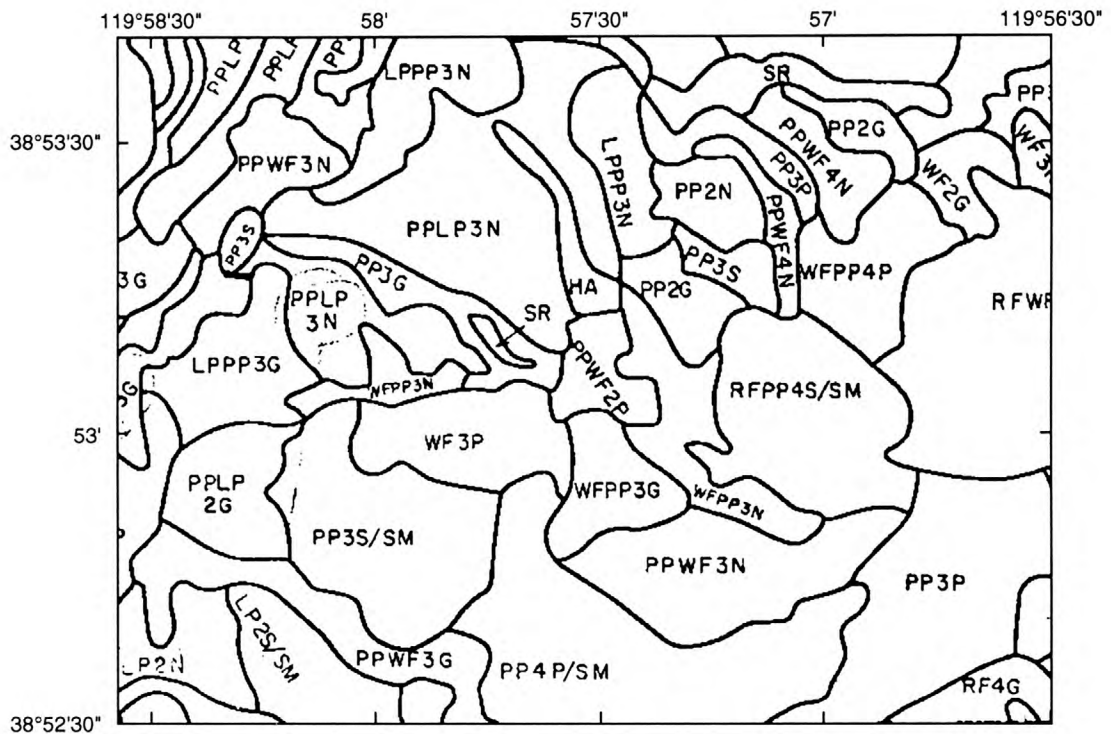 119°58'30"
58'
57'30"
57'
119°56'30"
38°53'30"
53'
38°52'30"
LPPP3N
SR
PP2G
PPWF4N
PP3P
WF2G
PPWF3N
LPPP3N
PP2N
PPWF4N
PP3S
PPLP3N
PP3S
WFPP4P
3G
PP3G
HA
PP2G
PPLP
3N
SR
LPPP3G
WFPP3N
PPWF2P
RFPP4S/SM
WF3P
PPLP
2G
WFPP3G
WFPP3N
PP3S/SM
PPWF3N
PP3P
LP2S/SM
PPWF3G
PP4P/SM
LP2N
RF4G